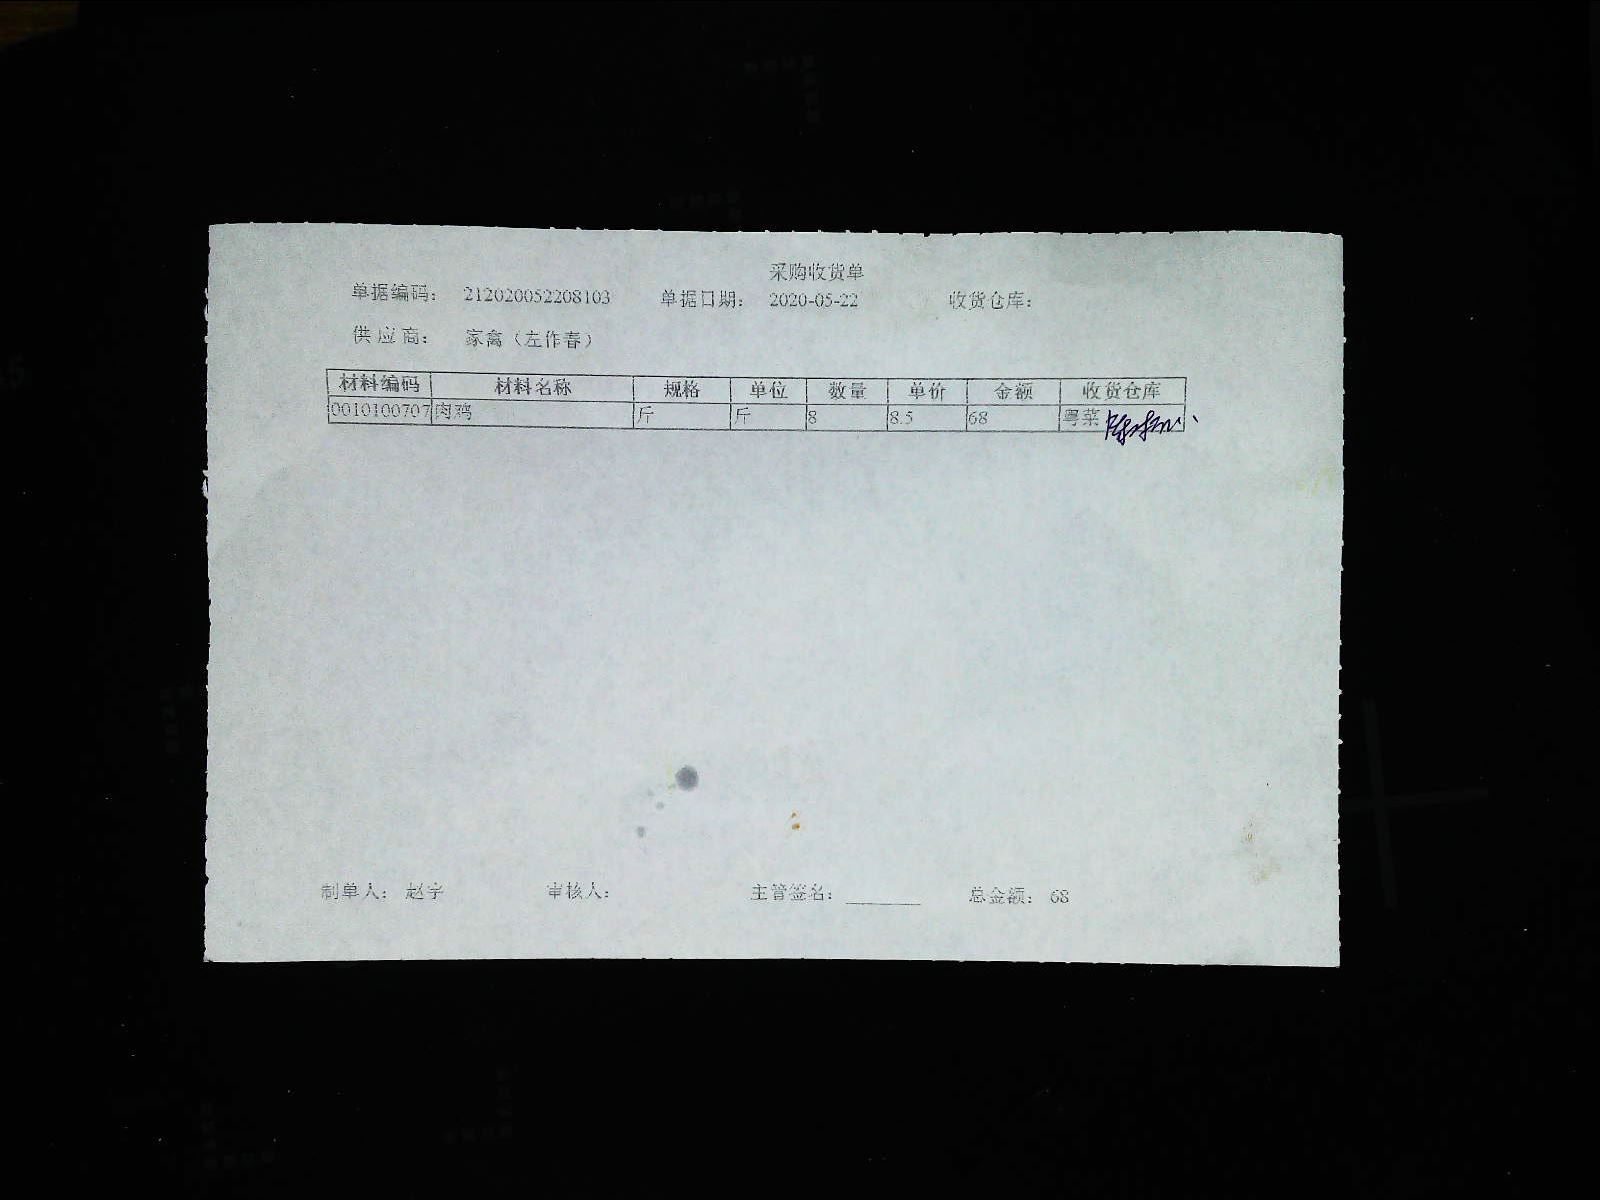 采购收货单
单据编码： 212020052208103 单据日期： 2020-05-22 收货仓库：
供应商： 家禽（左作春）
材料编码 材料名称 规格 单位 数量 单价 金额 收货仓库
0010100707 肉鸡 斤 斤 8 8.5 68 粤菜
制单人： 赵宇 审核人： 主管签名： 总金额： 68